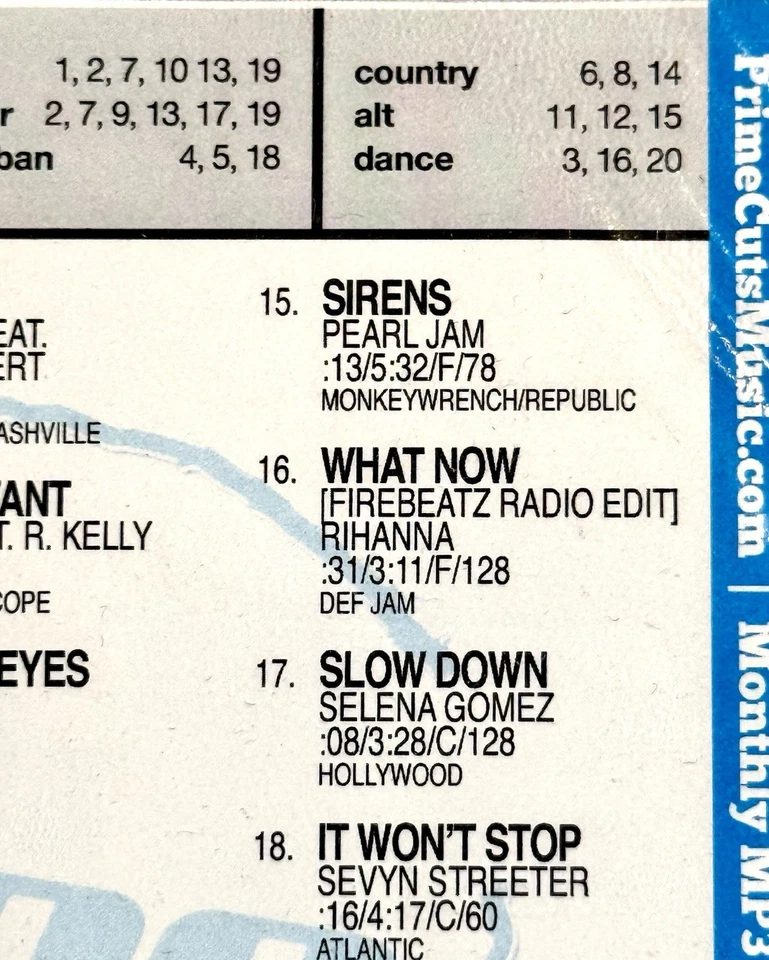 1, 2, 7, 10 13, 19
r 2, 7, 9, 13, 17, 19
ban 4, 5, 18
country 6, 8, 14
alt 11, 12, 15
dance 3, 16, 20
EAT.
ERT
ASHVILLE
ANT
T. R. KELLY
COPE
EYES
15. SIRENS
PEARL JAM
:13/5:32/F/78
MONKEYWRENCH/REPUBLIC
16. WHAT NOW
[FIREBEATZ RADIO EDIT]
RIHANNA
:31/3:11/F/128
DEF JAM
17. SLOW DOWN
SELENA GOMEZ
:08/3:28/C/128
HOLLYWOOD
18. IT WON'T STOP
SEVYN STREETER
:16/4:17/C/60
ATLANTIC
PrimeCutsMusic.com | Monthly MP3